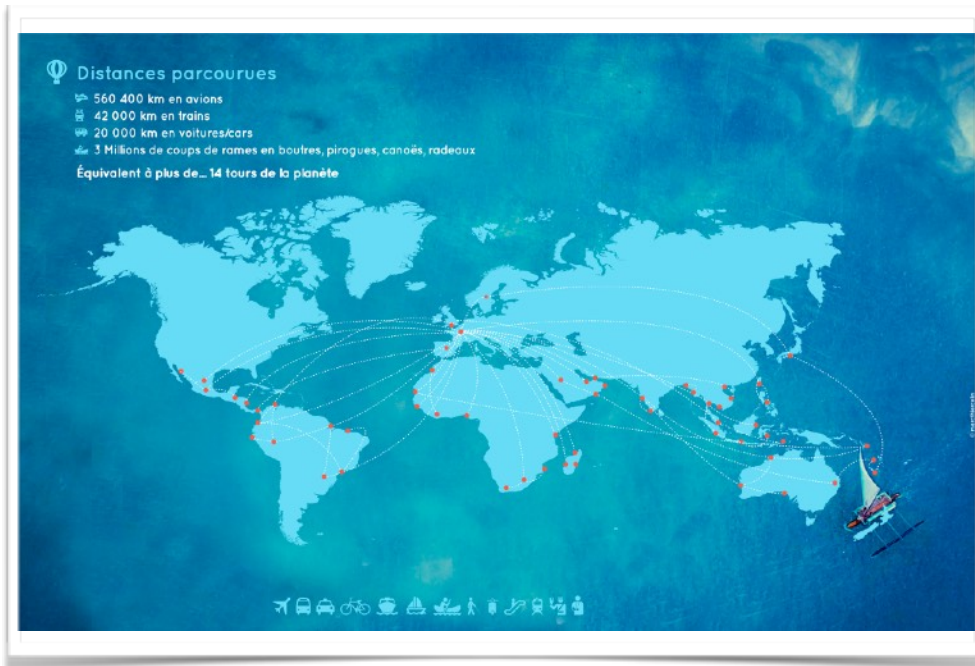 Distances parcourues
560 400 km en avions
42 000 km en trains
20 000 km en voitures/cars
3 Millions de coups de rames en boutres, pirogues, canoës, radeaux
Équivalent à plus de... 14 tours de la planète